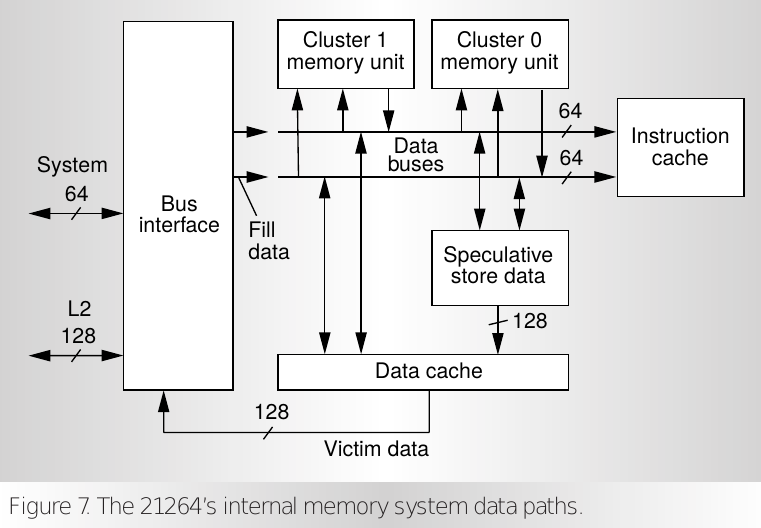 Cluster 1
memory unit
Cluster 0
memory unit
64
Instruction
cache
Data
buses
64
System
64
Bus
interface
Fill
data
Speculative
store data
L2
128
128
Data cache
128
Victim data
Figure 7. The 21264's internal memory system data paths.